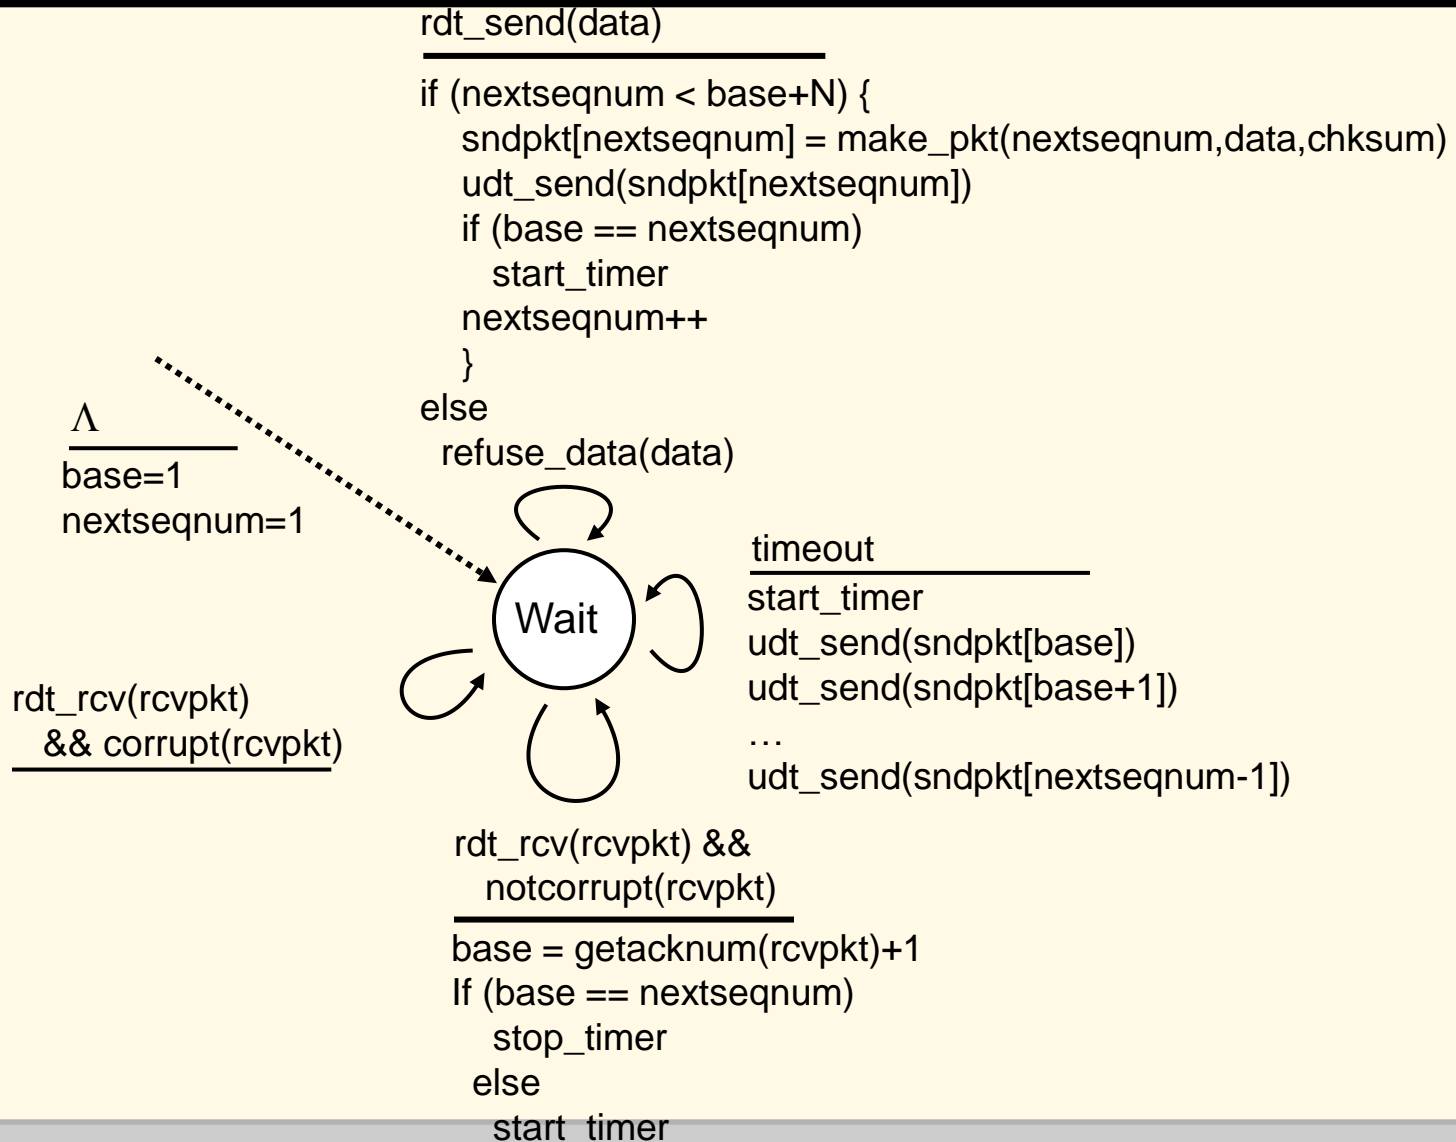 rdt_send(data)
if (nextseqnum < base+N) {
sndpkt[nextseqnum] = make_pkt(nextseqnum,data,chksum)
udt_send(sndpkt[nextseqnum])
if (base == nextseqnum)
start_timer
nextseqnum++
}
else
refuse_data(data)
Λ
base=1
nextseqnum=1
Wait
timeout
start_timer
udt_send(sndpkt[base])
udt_send(sndpkt[base+1])
…
udt_send(sndpkt[nextseqnum-1])
rdt_rcv(rcvpkt)
&& corrupt(rcvpkt)
rdt_rcv(rcvpkt) &&
notcorrupt(rcvpkt)
base = getacknum(rcvpkt)+1
If (base == nextseqnum)
stop_timer
else
start_timer